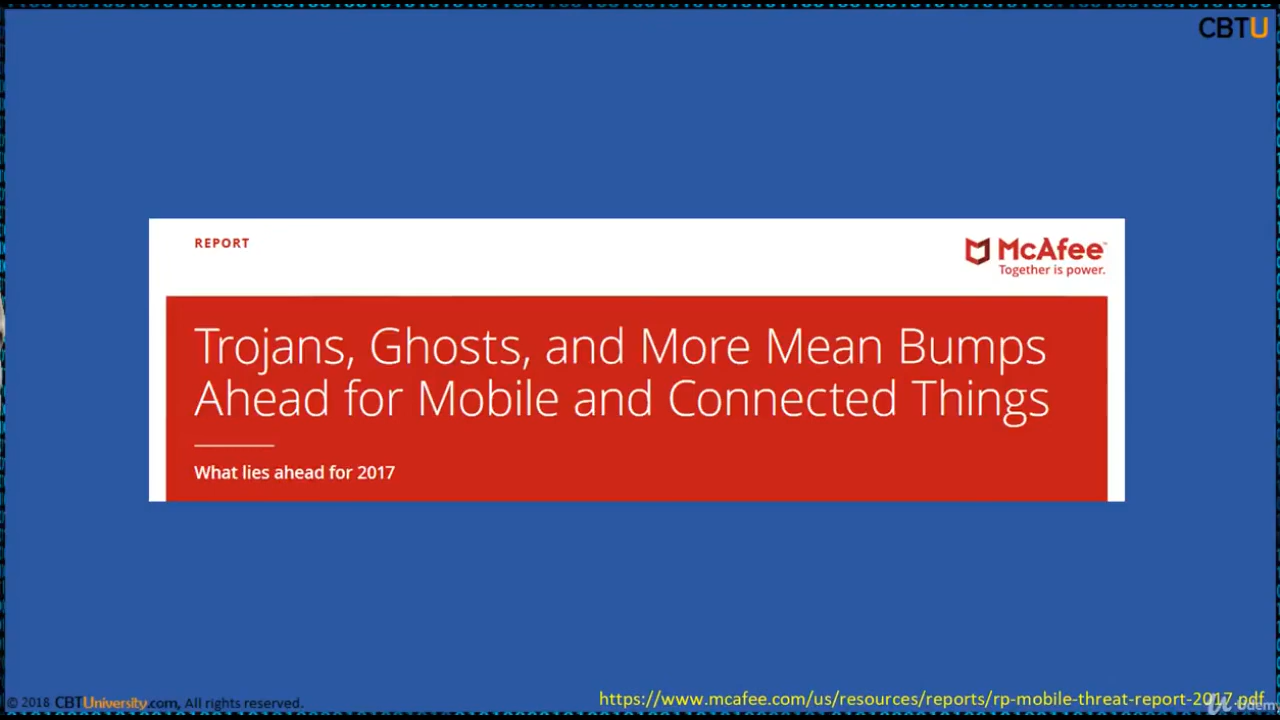 CBTU
REPORT
McAfee™
Together is power.
Trojans, Ghosts, and More Mean Bumps
Ahead for Mobile and Connected Things
What lies ahead for 2017
© 2018 CBTUniversity.com, All rights reserved.
https://www.mcafee.com/us/resources/reports/rp-mobile-threat-report-2017.pdf